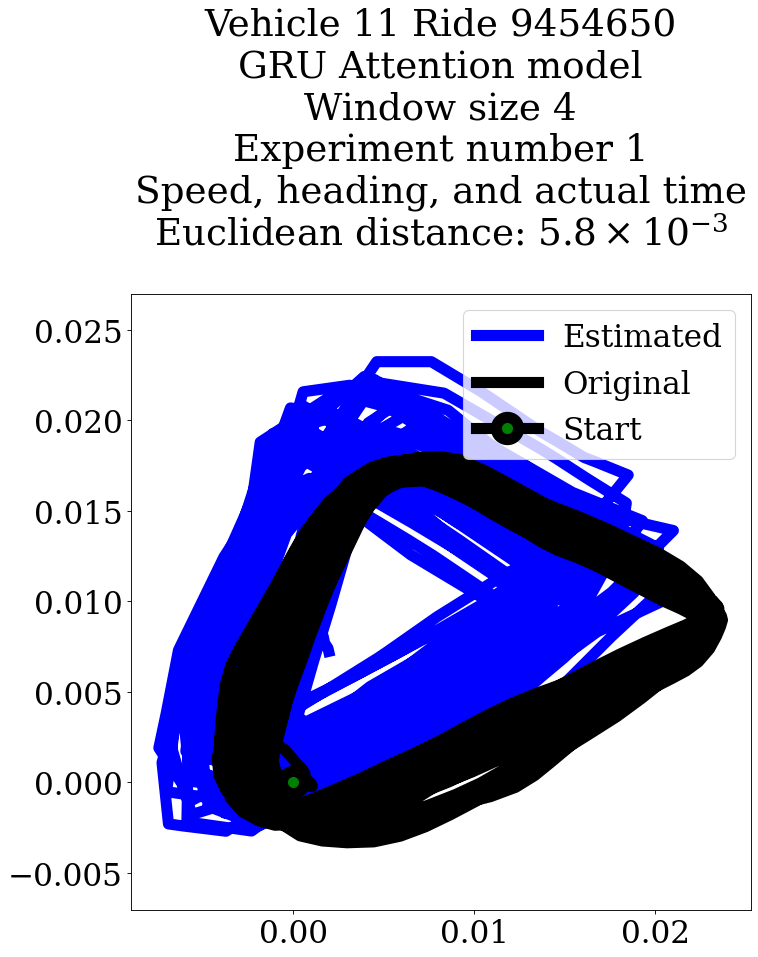 Vehicle 11 Ride 9454650
GRU Attention model
Window size 4
Experiment number 1
Speed, heading, and actual time
Euclidean distance: 5.8 × 10⁻³
0.025
0.020
0.015
0.010
0.005
0.000
−0.005
Estimated
Original
Start
0.00 0.01 0.02